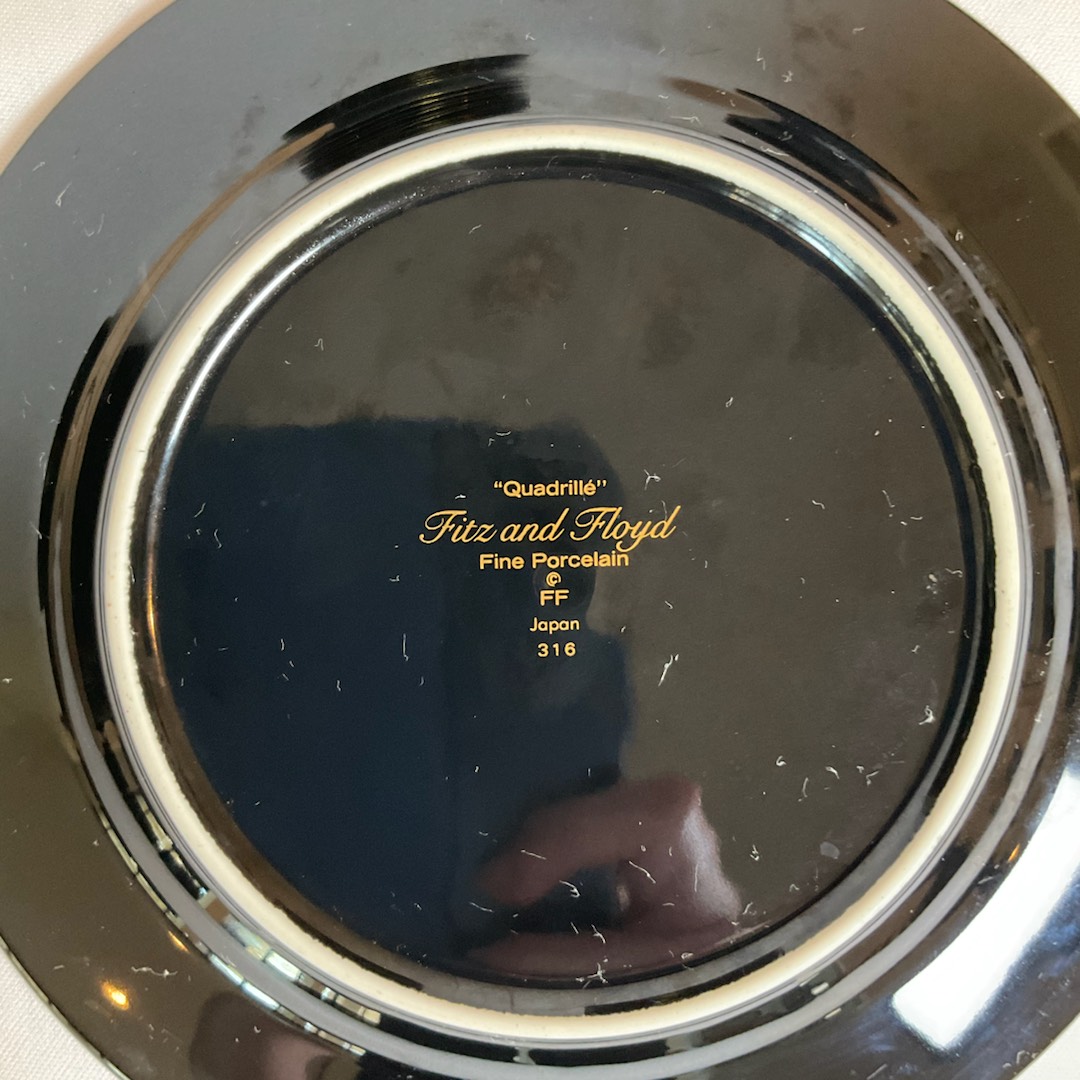 “Quadrillé’’
Fitz and Floyd
Fine Porcelain
©
FF
Japan
316